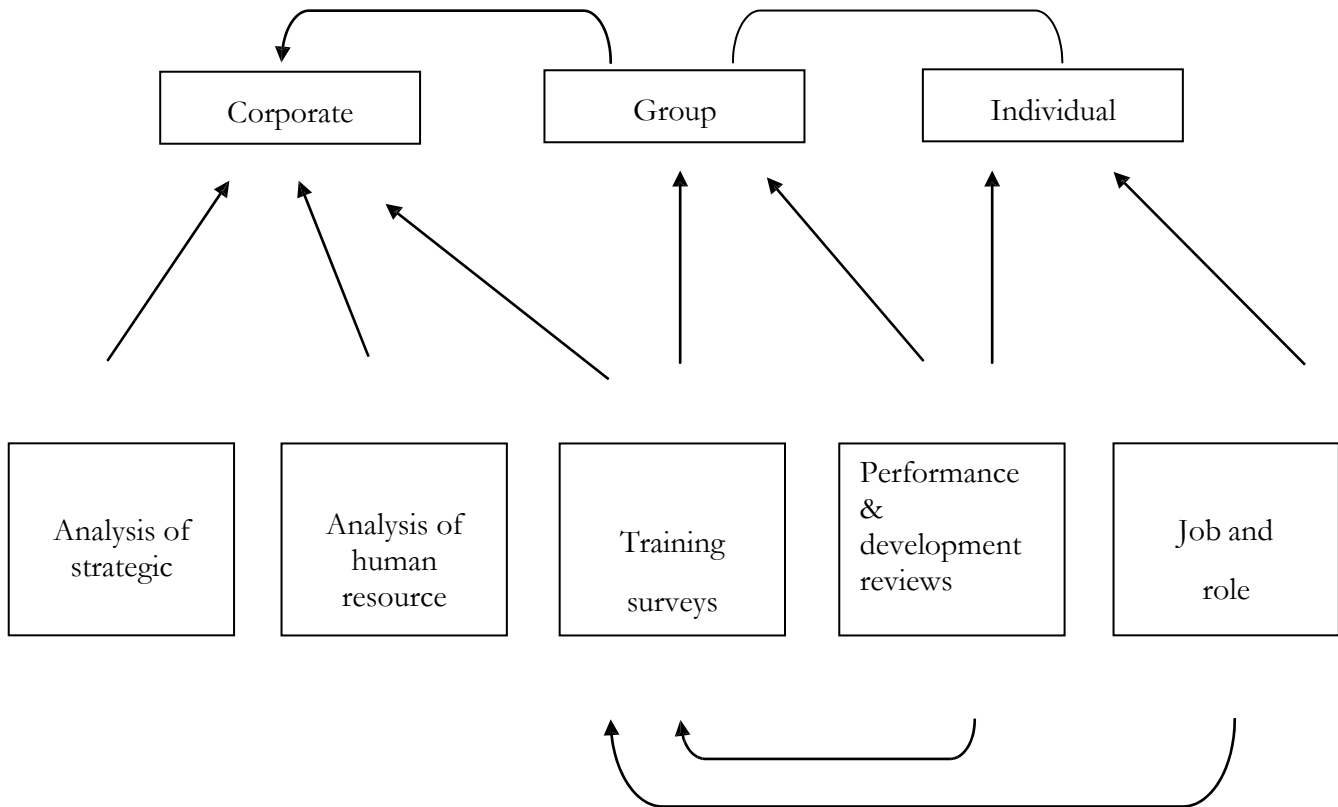 Corporate
Group
Individual
Analysis of
strategic
Analysis of
human
resource
Training
surveys
Performance
&
development
reviews
Job and
role